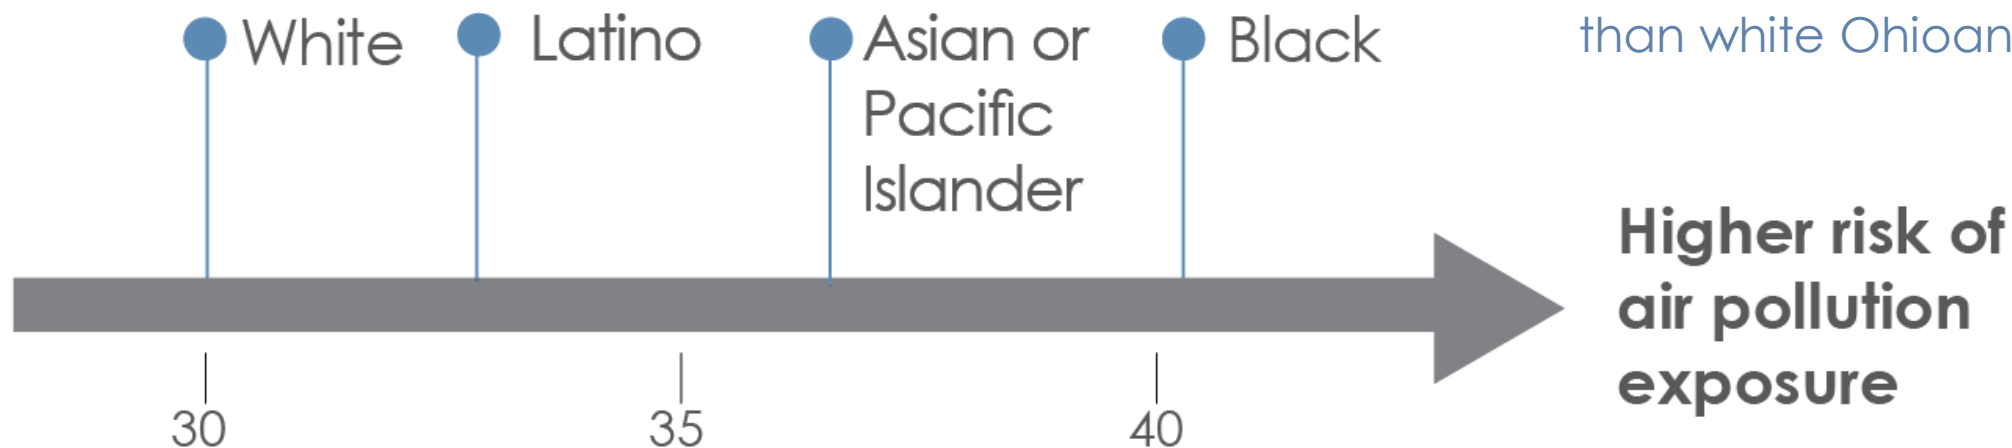 White
Latino
Asian or
Pacific
Islander
Black
than white Ohioan
Higher risk of
air pollution
exposure
30
35
40